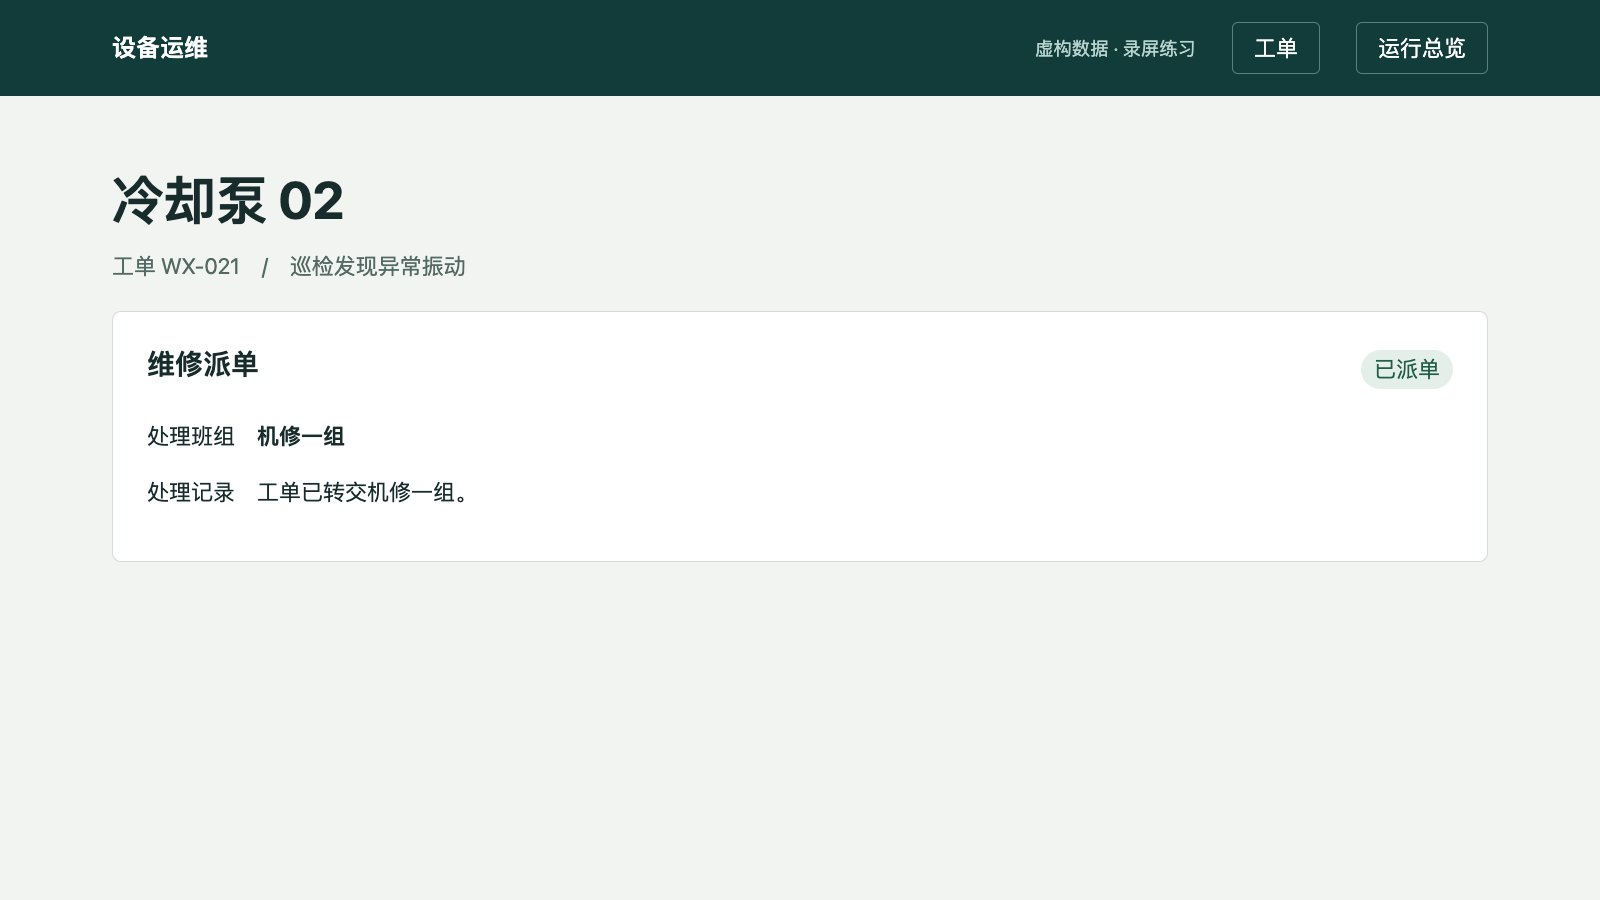 设备运维
虚构数据 · 录屏练习
工单
运行总览
冷却泵 02
工单 WX-021 / 巡检发现异常振动
维修派单
已派单
处理班组 机修一组
处理记录 工单已转交机修一组。